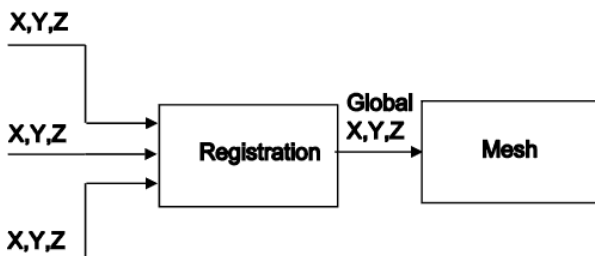 X,Y,Z
X,Y,Z
X,Y,Z
Registration
Global
X,Y,Z
Mesh